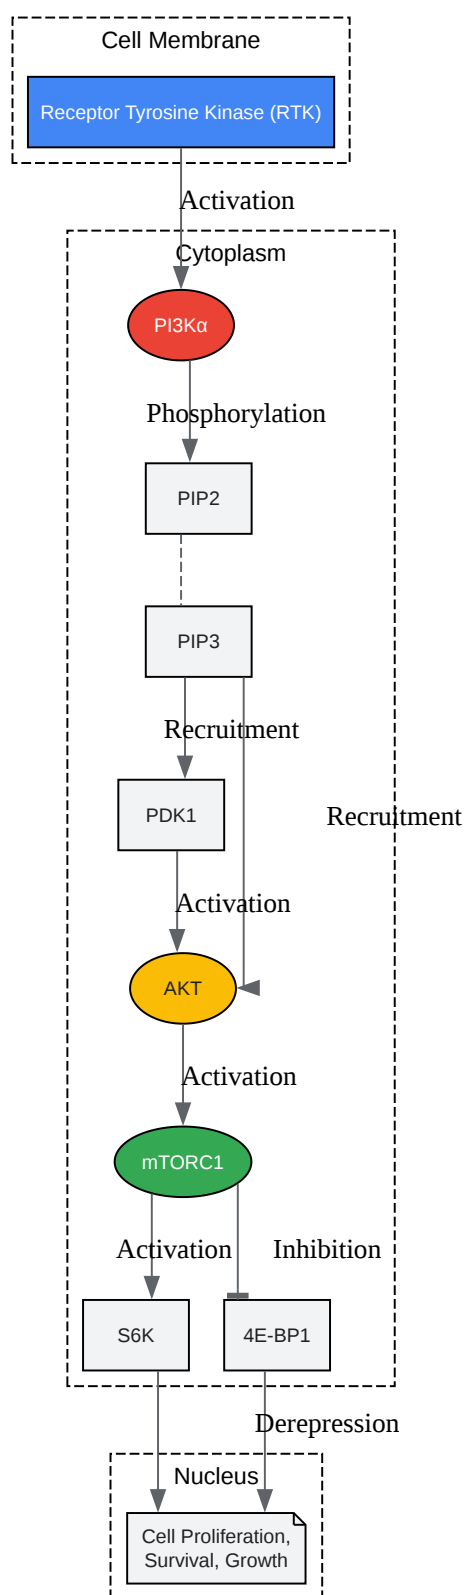 Cell Membrane
Receptor Tyrosine Kinase (RTK)
Activation
Cytoplasm
PI3Kα
Phosphorylation
PIP2
PIP3
Recruitment
PDK1
Recruitment
Activation
AKT
Activation
mTORC1
Activation
Inhibition
S6K
4E-BP1
Derepression
Nucleus
Cell Proliferation,
Survival, Growth